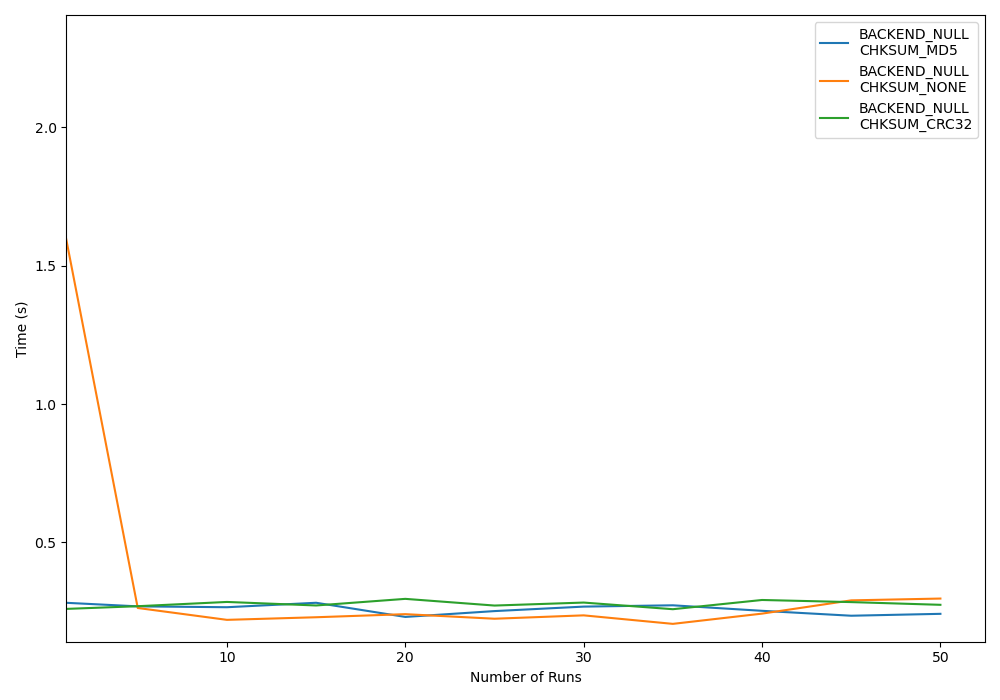 BACKEND_NULL
CHKSUM_MD5
BACKEND_NULL
CHKSUM_NONE
BACKEND_NULL
CHKSUM_CRC32
2.0
1.5
1.0
0.5
Time (s)
10 20 30 40 50
Number of Runs